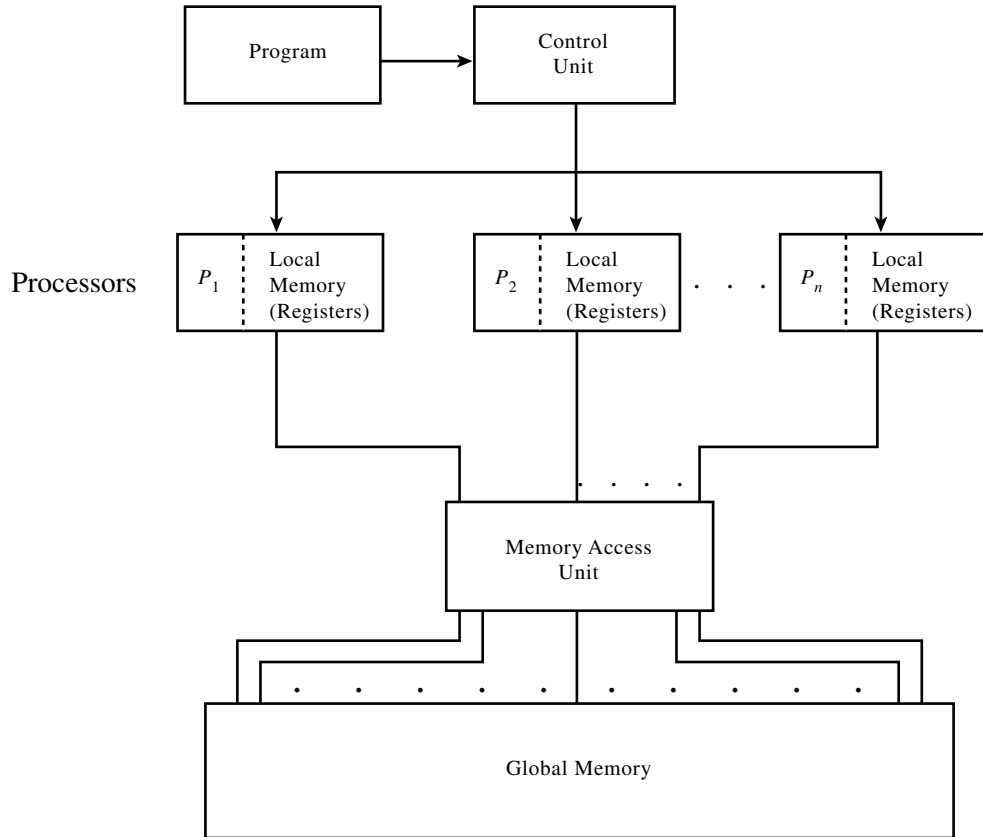 Program
Control
Unit
Processors
P₁
Local
Memory
(Registers)
P₂
Local
Memory
(Registers)
. . . .
Pₙ
Local
Memory
(Registers)
. . . .
Memory Access
Unit
. . . . . . . . . .
Global Memory